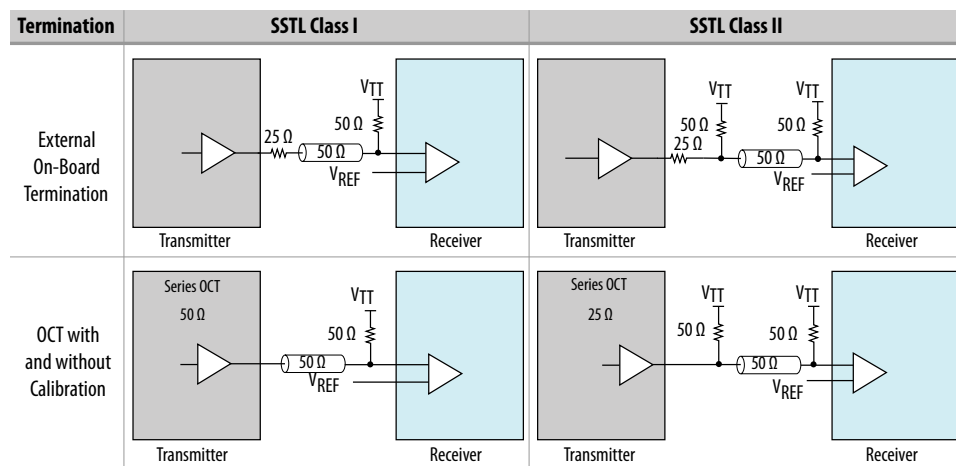 Termination
SSTL Class I
SSTL Class II
External
On-Board
Termination
VTT
50 Ω
25 Ω
50 Ω
VREF
Transmitter
Receiver
VTT
VTT
50 Ω
50 Ω
25 Ω
50 Ω
VREF
Transmitter
Receiver
OCT with
and without
Calibration
Series OCT
50 Ω
VTT
50 Ω
50 Ω
VREF
Transmitter
Receiver
Series OCT
25 Ω
VTT
VTT
50 Ω
50 Ω
50 Ω
VREF
Transmitter
Receiver